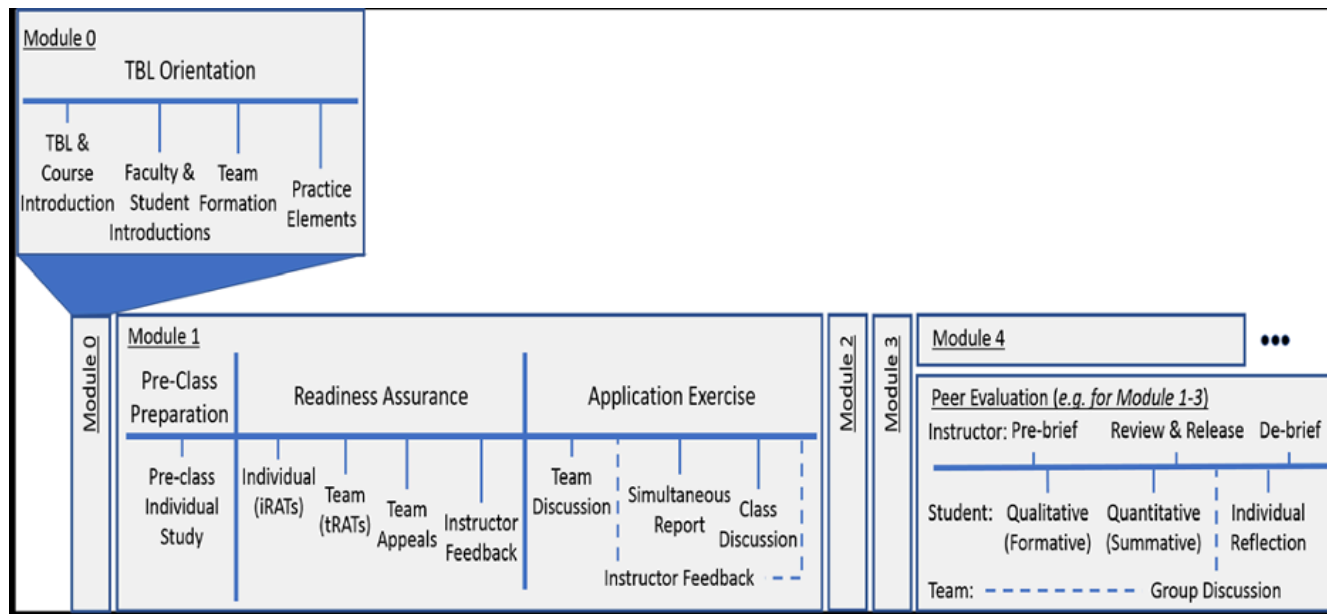 Module 0
TBL Orientation
TBL &
Course
Introduction
Faculty &
Student
Introductions
Team
Formation
Practice
Elements
Module 0
Module 1
Pre-Class
Preparation
Readiness Assurance
Application Exercise
Pre-class
Individual
Study
Individual
(iRATs)
Team
(tRATs)
Team
Appeals
Instructor
Feedback
Team
Discussion
Simultaneous
Report
Class
Discussion
Instructor Feedback
Module 2
Module 3
Module 4
•••
Peer Evaluation (e.g. for Module 1-3)
Instructor: Pre-brief Review & Release De-brief
Student: Qualitative Quantitative Individual
(Formative) (Summative) Reflection
Team: Group Discussion